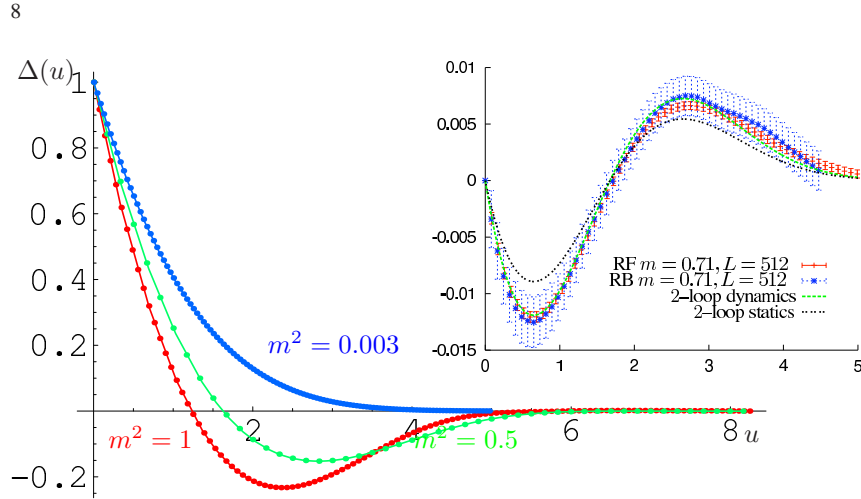 8
Δ(u)
1
0.8
0.6
0.4
0.2
-0.2
2
4
6
8
u
m² = 0.003
m² = 1
m² = 0.5
0.01
0.005
0
-0.005
-0.01
-0.015
0
1
2
3
4
5
RF m = 0.71, L = 512
RB m = 0.71, L = 512
2-loop dynamics
2-loop statics